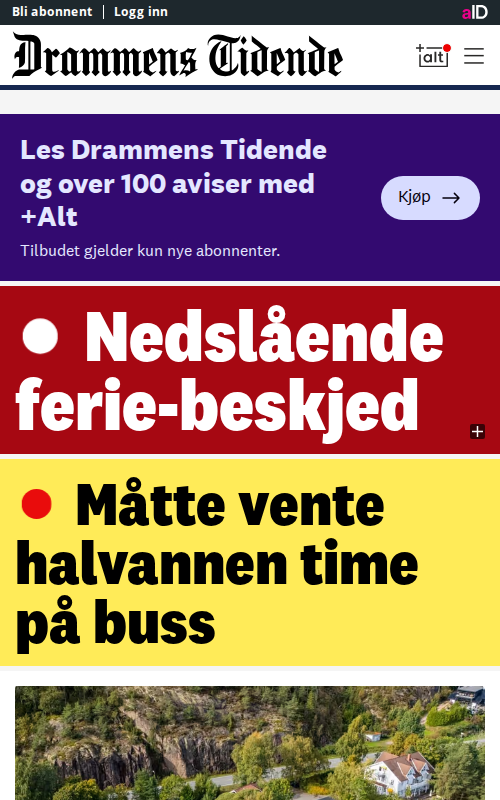 Bli abonnent | Logg inn
aID
Drammens Tidende
+alt
Les Drammens Tidende
og over 100 aviser med
+Alt
Kjøp →
Tilbudet gjelder kun nye abonnenter.
Nedslående
ferie-beskjed
+
Måtte vente
halvannen time
på buss